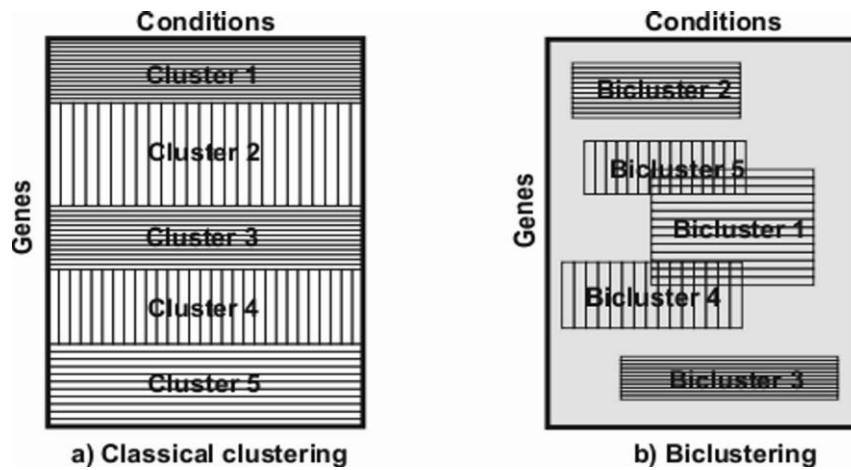 Conditions
Cluster 1
Cluster 2
Cluster 3
Cluster 4
Cluster 5
Genes
a) Classical clustering
Conditions
Bicluster 2
Bicluster 5
Bicluster 1
Bicluster 4
Bicluster 3
Genes
b) Biclustering